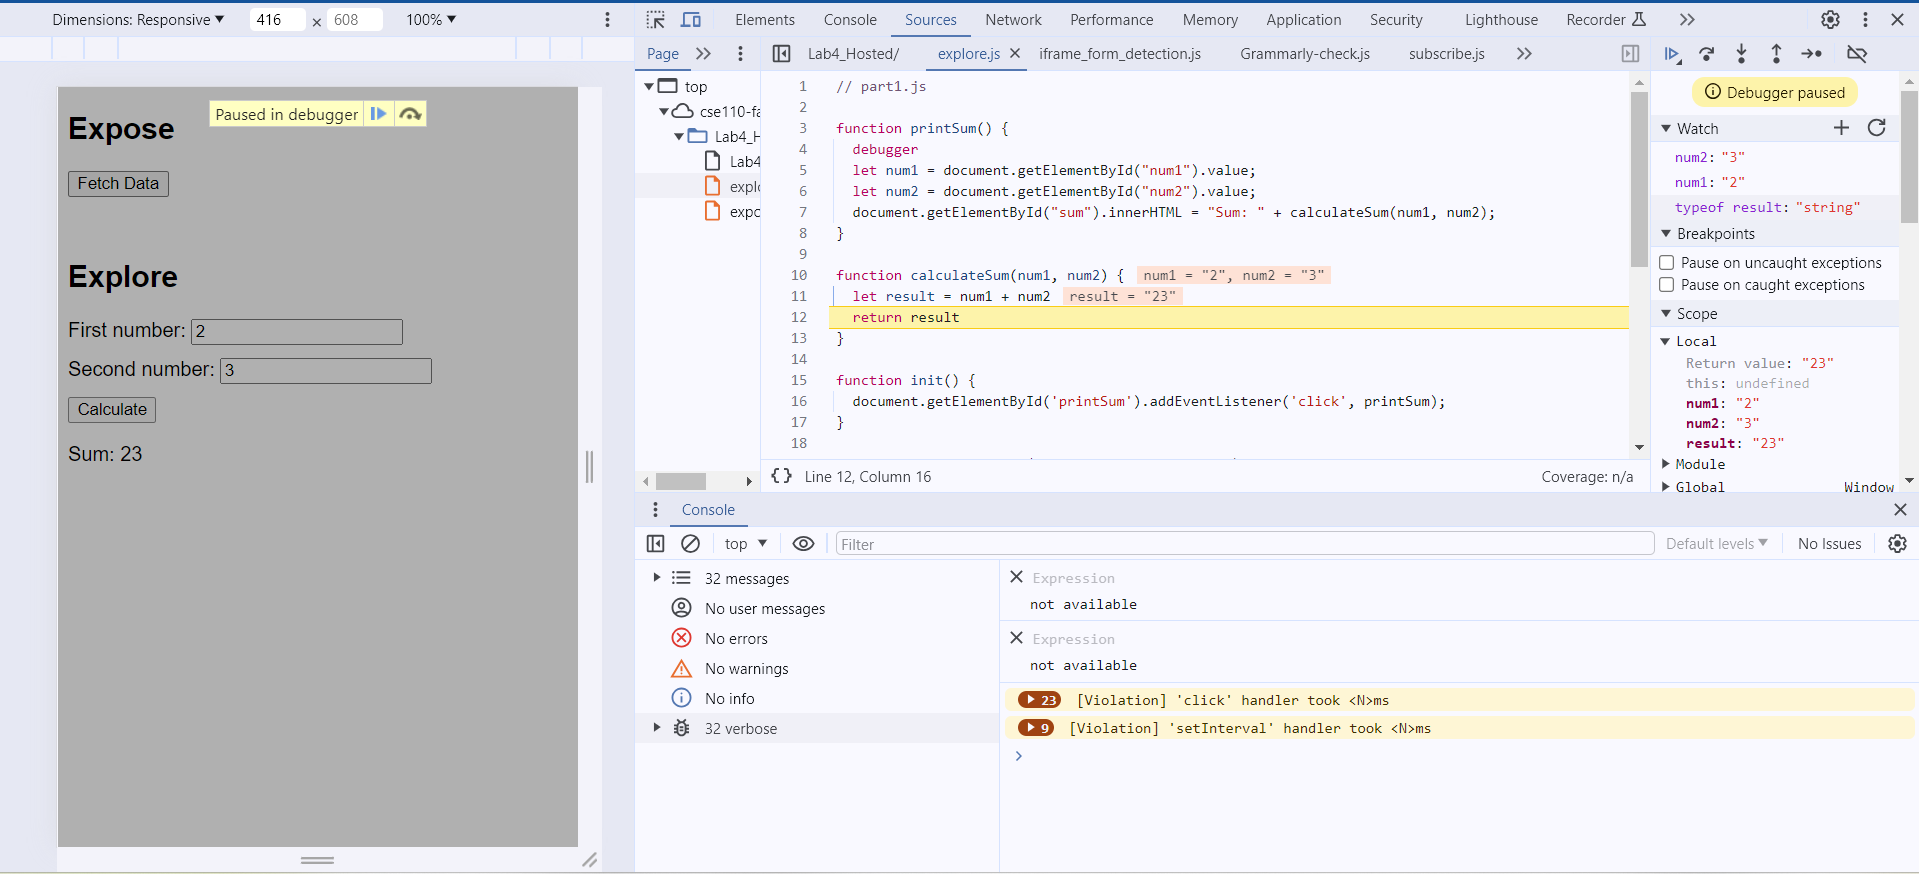 Dimensions: Responsive 416 × 608 100%
Expose
Paused in debugger
Fetch Data
Explore
First number: 2
Second number: 3
Calculate
Sum: 23
Elements Console Sources Network Performance Memory Application Security Lighthouse Recorder
Page
Lab4_Hosted/ explore.js iframe_form_detection.js Grammarly-check.js subscribe.js
top
cse110-fa
Lab4_H
Lab4
explo
expo
1 // part1.js
2
3 function printSum() {
4 debugger
5 let num1 = document.getElementById("num1").value;
6 let num2 = document.getElementById("num2").value;
7 document.getElementById("sum").innerHTML = "Sum: " + calculateSum(num1, num2);
8 }
9
10 function calculateSum(num1, num2) { num1 = "2", num2 = "3"
11 let result = num1 + num2 result = "23"
12 return result
13 }
14
15 function init() {
16 document.getElementById('printSum').addEventListener('click', printSum);
17 }
18
{} Line 12, Column 16 Coverage: n/a
Debugger paused
Watch
num2: "3"
num1: "2"
typeof result: "string"
Breakpoints
Pause on uncaught exceptions
Pause on caught exceptions
Scope
Local
Return value: "23"
this: undefined
num1: "2"
num2: "3"
result: "23"
Module
Global Window
Console
top Filter Default levels No Issues
32 messages
No user messages
No errors
No warnings
No info
32 verbose
Expression
not available
Expression
not available
23 [Violation] 'click' handler took <N>ms
9 [Violation] 'setInterval' handler took <N>ms